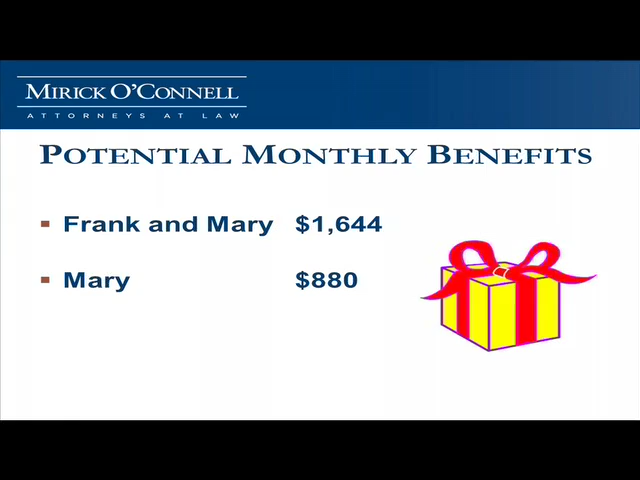 MIRICK O'CONNELL
ATTORNEYS AT LAW
POTENTIAL MONTHLY BENEFITS
Frank and Mary $1,644
Mary $880